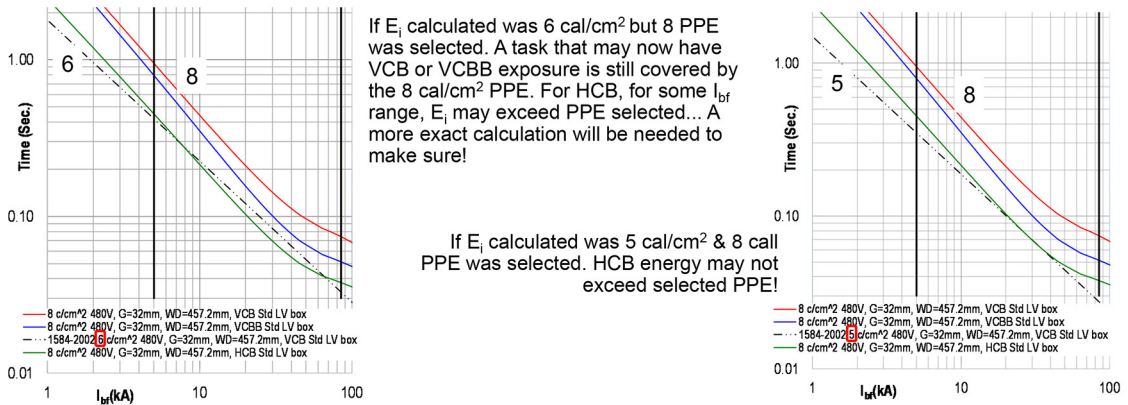 1.00
0.10
0.01
Time (Sec.)
6
8
8 c/cm^2 480V, G=32mm, WD=457.2mm, VCB Std LV box
8 c/cm^2 480V, G=32mm, WD=457.2mm, VCBB Std LV box
1584-2002 6 c/cm^2 480V, G=32mm, WD=457.2mm, VCB Std LV box
8 c/cm^2 480V, G=32mm, WD=457.2mm, HCB Std LV box
1 10 100
Ibf(kA)
If Ei calculated was 6 cal/cm2 but 8 PPE
was selected. A task that may now have
VCB or VCBB exposure is still covered by
the 8 cal/cm2 PPE. For HCB, for some Ibf
range, Ei may exceed PPE selected... A
more exact calculation will be needed to
make sure!
If Ei calculated was 5 cal/cm2 & 8 call
PPE was selected. HCB energy may not
exceed selected PPE!
1.00
0.10
0.01
Time (Sec.)
5
8
8 c/cm^2 480V, G=32mm, WD=457.2mm, VCB Std LV box
8 c/cm^2 480V, G=32mm, WD=457.2mm, VCBB Std LV box
1584-2002 5 c/cm^2 480V, G=32mm, WD=457.2mm, VCB Std LV box
8 c/cm^2 480V, G=32mm, WD=457.2mm, HCB Std LV box
1 10 100
Ibf(kA)